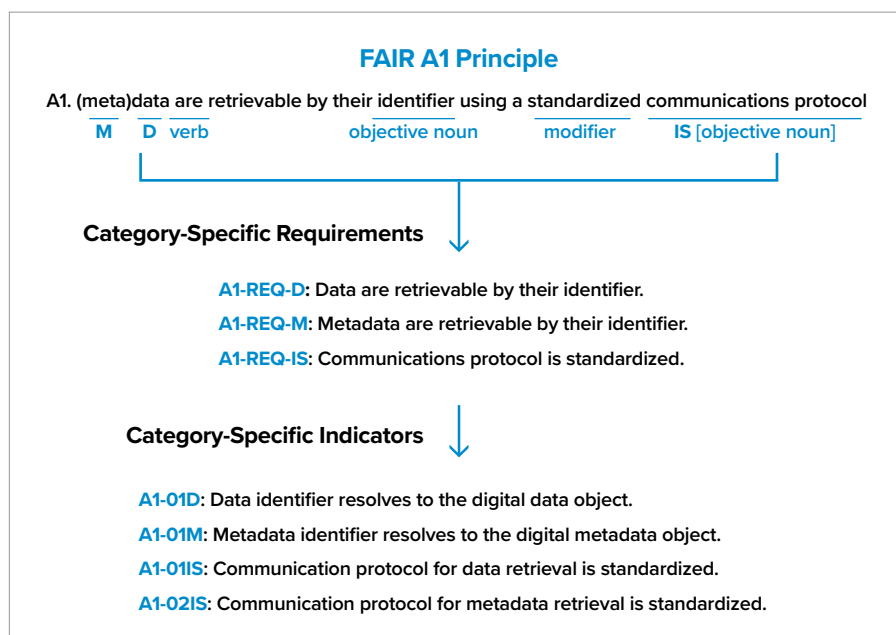 FAIR A1 Principle
A1. (meta)data are retrievable by their identifier using a standardized communications protocol
M D verb objective noun modifier IS [objective noun]
Category-Specific Requirements
A1-REQ-D: Data are retrievable by their identifier.
A1-REQ-M: Metadata are retrievable by their identifier.
A1-REQ-IS: Communications protocol is standardized.
Category-Specific Indicators
A1-01D: Data identifier resolves to the digital data object.
A1-01M: Metadata identifier resolves to the digital metadata object.
A1-01IS: Communication protocol for data retrieval is standardized.
A1-02IS: Communication protocol for metadata retrieval is standardized.